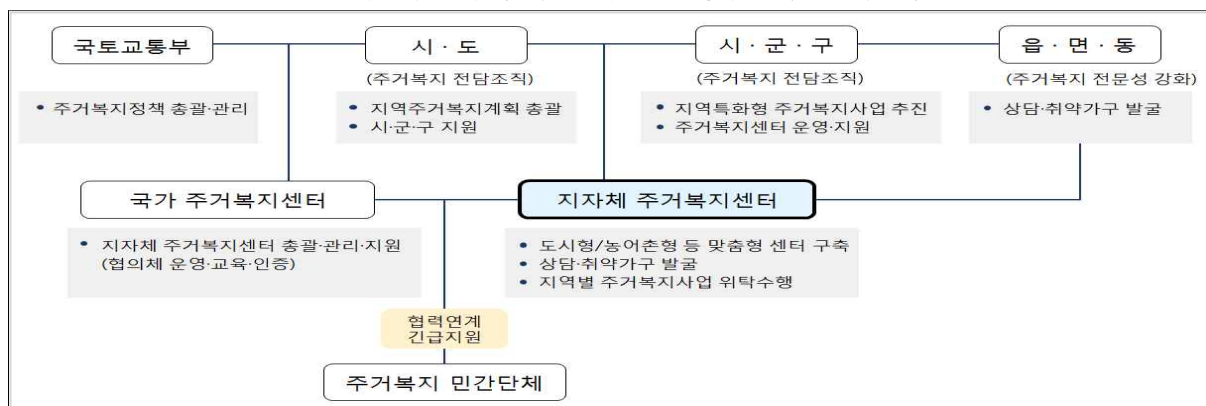 국토교통부
시·도
시·군·구
읍·면·동
(주거복지 전담조직)
(주거복지 전담조직)
(주거복지 전문성 강화)
• 주거복지정책 총괄·관리
• 지역주거복지계획 총괄
• 시·군·구 지원
• 지역특화형 주거복지사업 추진
• 주거복지센터 운영·지원
• 상담·취약가구 발굴
국가 주거복지센터
지자체 주거복지센터
• 지자체 주거복지센터 총괄·관리·지원
(협의체 운영·교육·인증)
• 도시형/농어촌형 등 맞춤형 센터 구축
• 상담·취약가구 발굴
• 지역별 주거복지사업 위탁수행
협력연계
긴급지원
주거복지 민간단체